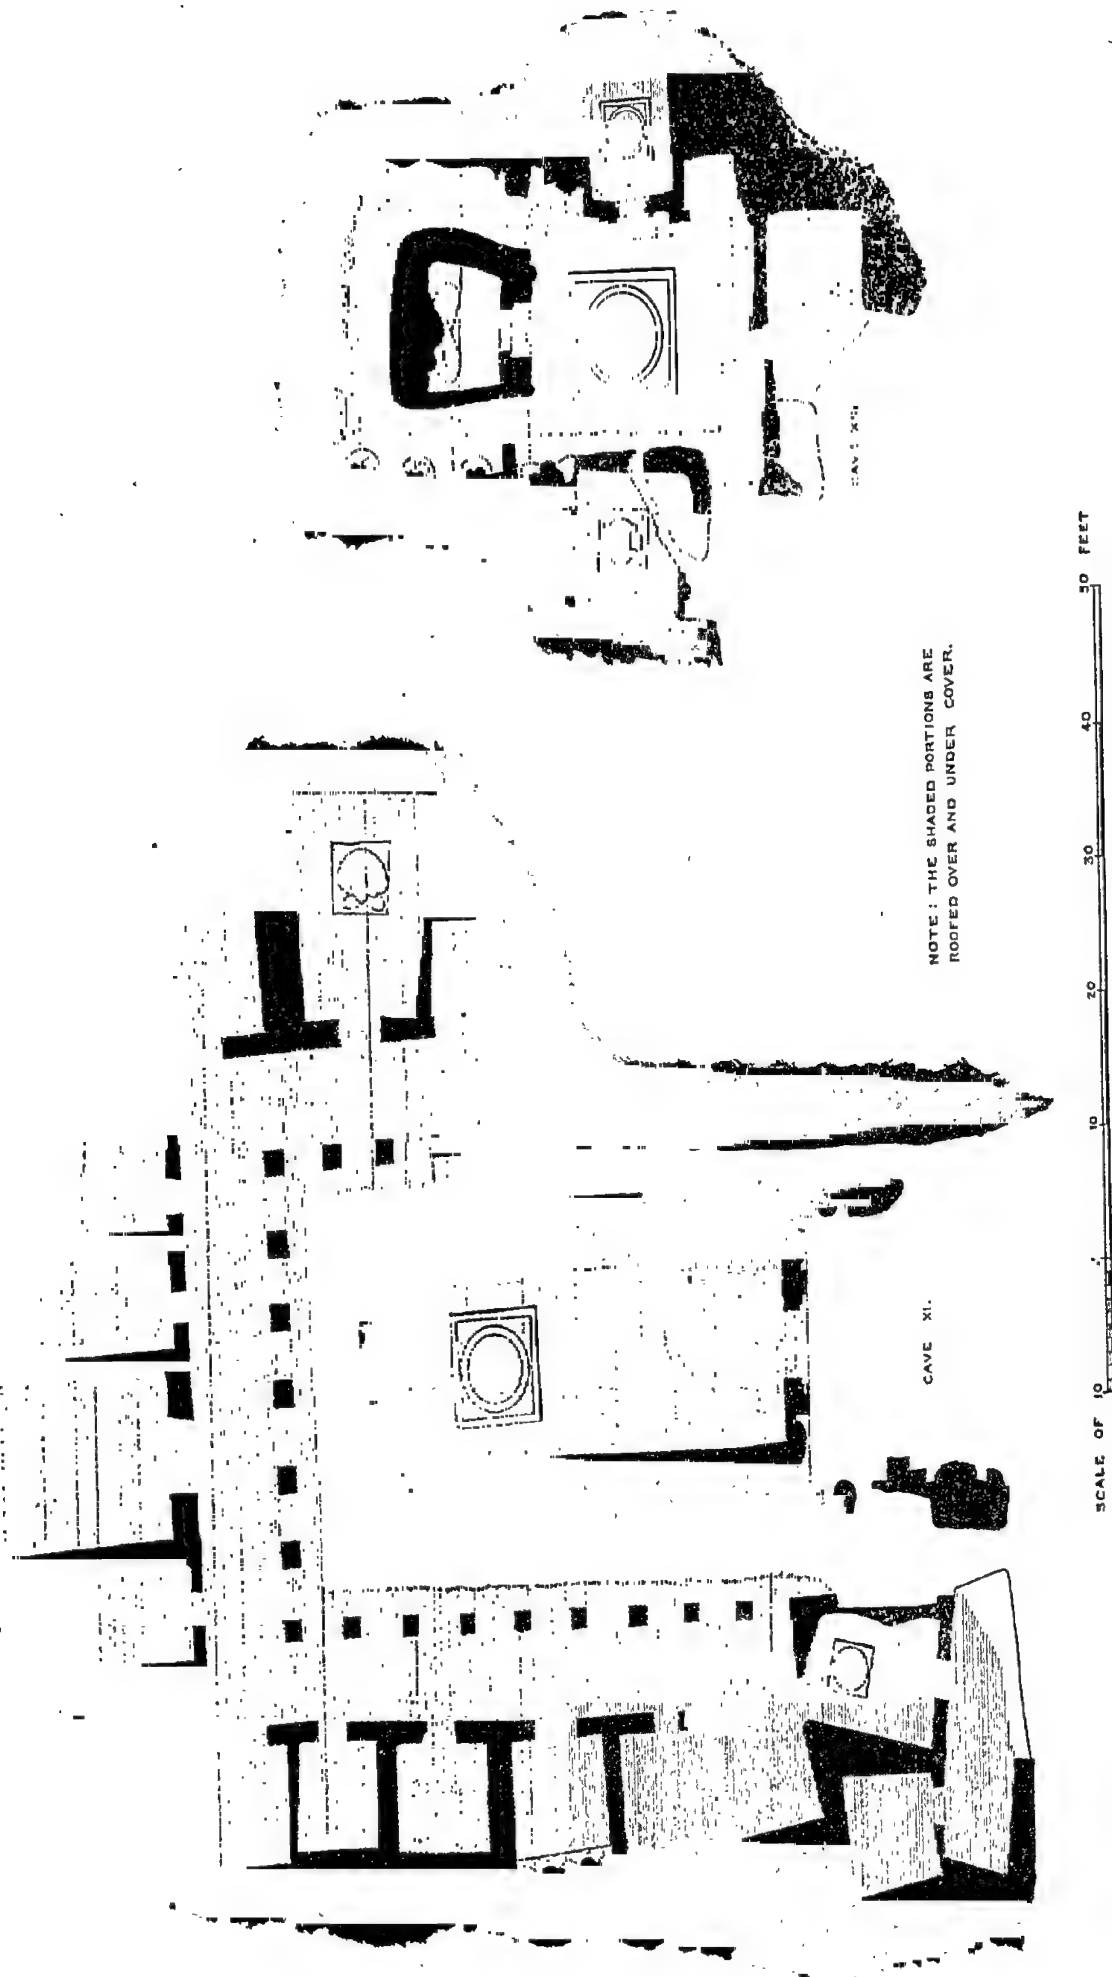 CAVE XI.
NOTE: THE SHADED PORTIONS ARE
ROOFED OVER AND UNDER COVER.
SCALE OF 10
10 20 30 40 50 FEET